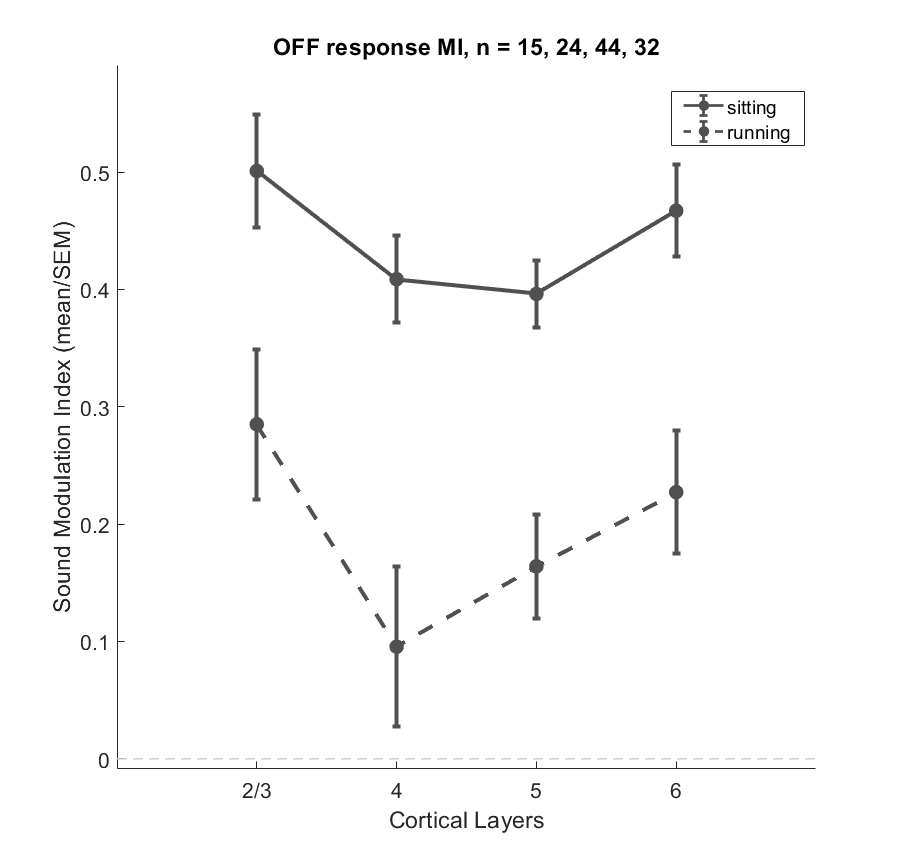 OFF response MI, n = 15, 24, 44, 32
sitting
running
Sound Modulation Index (mean/SEM)
0.5
0.4
0.3
0.2
0.1
0
2/3 4 5 6
Cortical Layers